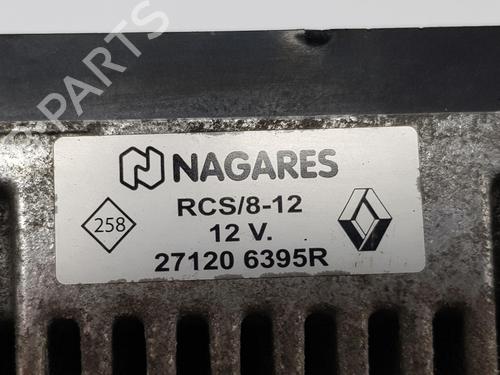 PARTS
NAGARES
RCS/8-12
258
12 V.
27120 6395R